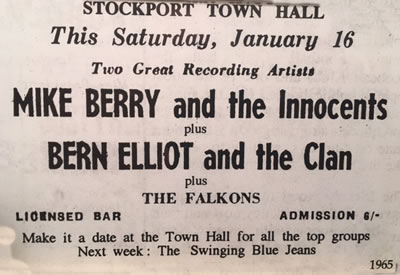 STOCKPORT TOWN HALL
This Saturday, January 16
Two Great Recording Artists
MIKE BERRY and the Innocents
plus
BERN ELLIOT and the Clan
plus
THE FALKONS
LICENSED BAR ADMISSION 6/-
Make it a date at the Town Hall for all the top groups
Next week : The Swinging Blue Jeans
1965